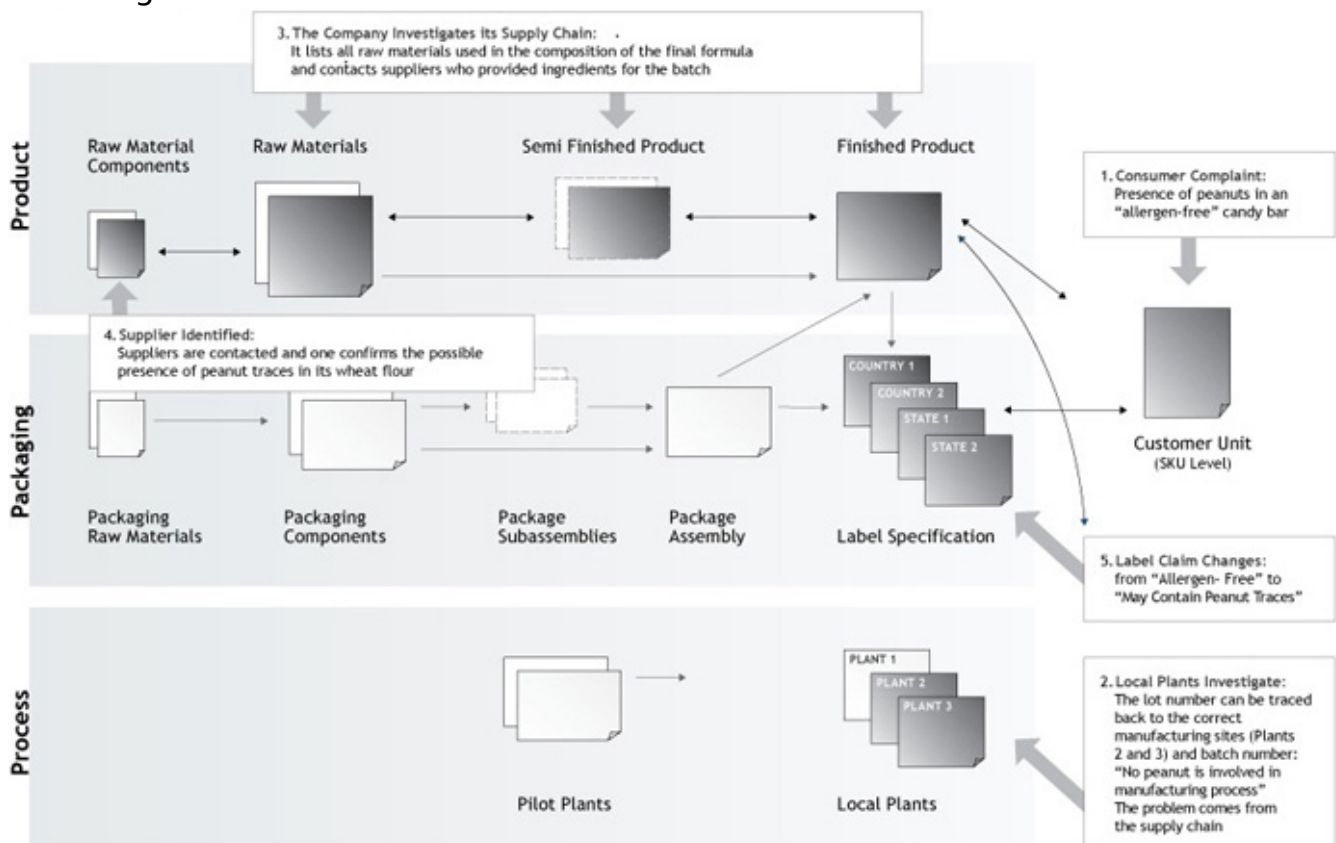 3. The Company Investigates its Supply Chain:
It lists all raw materials used in the composition of the final formula
and contacts suppliers who provided ingredients for the batch
Product
Raw Material
Components
Raw Materials
Semi Finished Product
Finished Product
1. Consumer Complaint:
Presence of peanuts in an
“allergen-free” candy bar
4. Supplier Identified:
Suppliers are contacted and one confirms the possible
presence of peanut traces in its wheat flour
Packaging
COUNTRY 1
COUNTRY 2
STATE 1
STATE 2
Customer Unit
(SKU Level)
Packaging
Raw Materials
Packaging
Components
Package
Subassemblies
Package
Assembly
Label Specification
5. Label Claim Changes:
from “Allergen- Free” to
“May Contain Peanut Traces”
Process
PLANT 1
PLANT 2
PLANT 3
Pilot Plants
Local Plants
2. Local Plants Investigate:
The lot number can be traced
back to the correct
manufacturing sites (Plants
2 and 3) and batch number:
“No peanut is involved in
manufacturing process”
The problem comes from
the supply chain